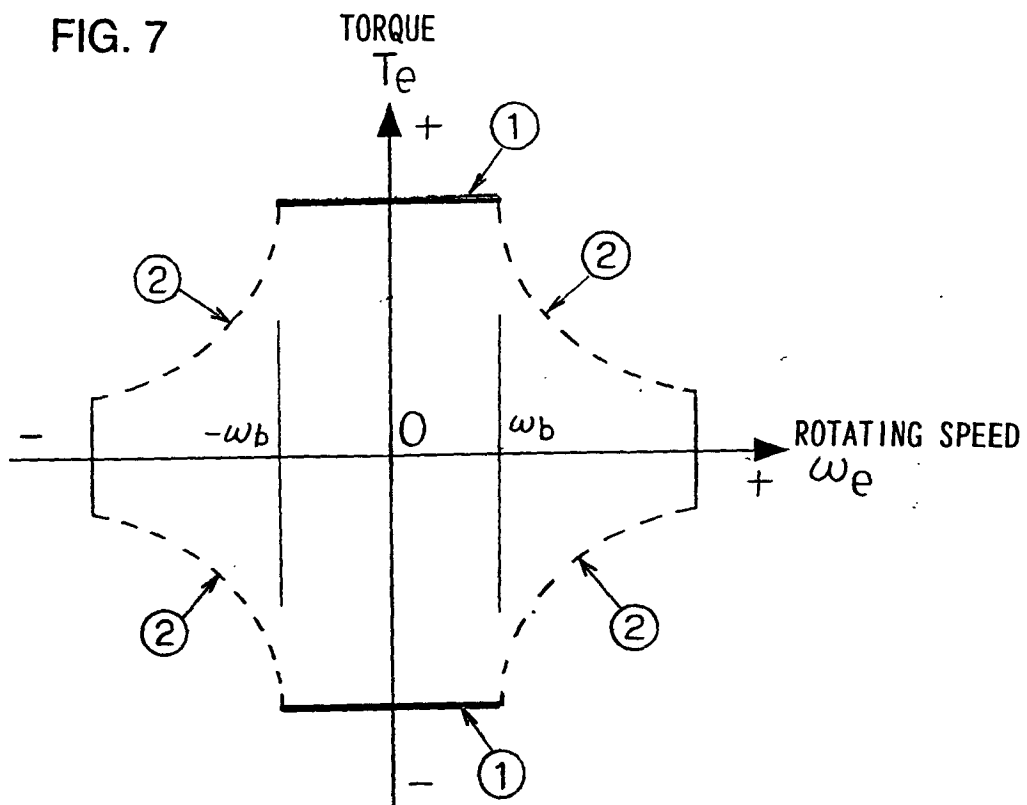 FIG. 7
TORQUE
Te
+
①
②
②
-
-ωb
O
ωb
ROTATING SPEED
+
ωe
②
②
-
①